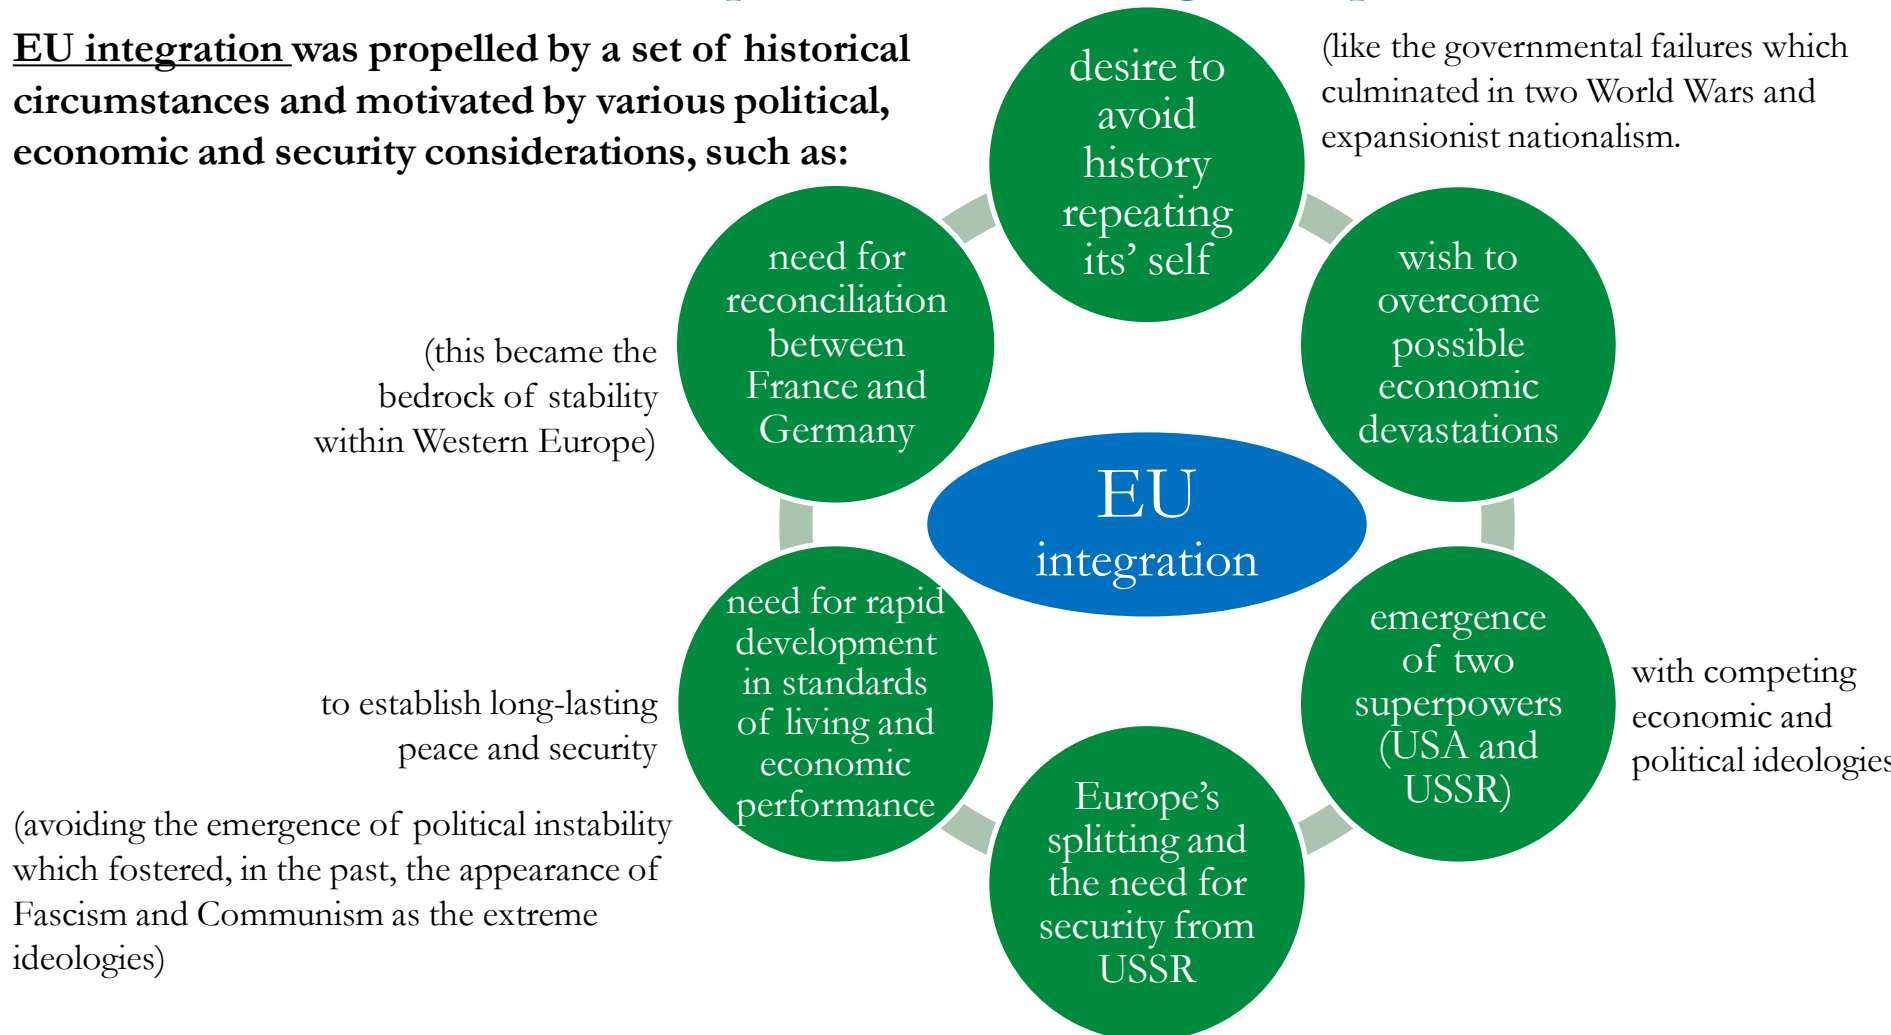 EU integration was propelled by a set of historical
circumstances and motivated by various political,
economic and security considerations, such as:
desire to
avoid
history
repeating
its’ self
(like the governmental failures which
culminated in two World Wars and
expansionist nationalism.
wish to
overcome
possible
economic
devastations
emergence
of two
superpowers
(USA and
USSR)
with competing
economic and
political ideologies
Europe’s
splitting and
the need for
security from
USSR
need for rapid
development
in standards
of living and
economic
performance
to establish long-lasting
peace and security
(avoiding the emergence of political instability
which fostered, in the past, the appearance of
Fascism and Communism as the extreme
ideologies)
need for
reconciliation
between
France and
Germany
(this became the
bedrock of stability
within Western Europe)
EU
integration